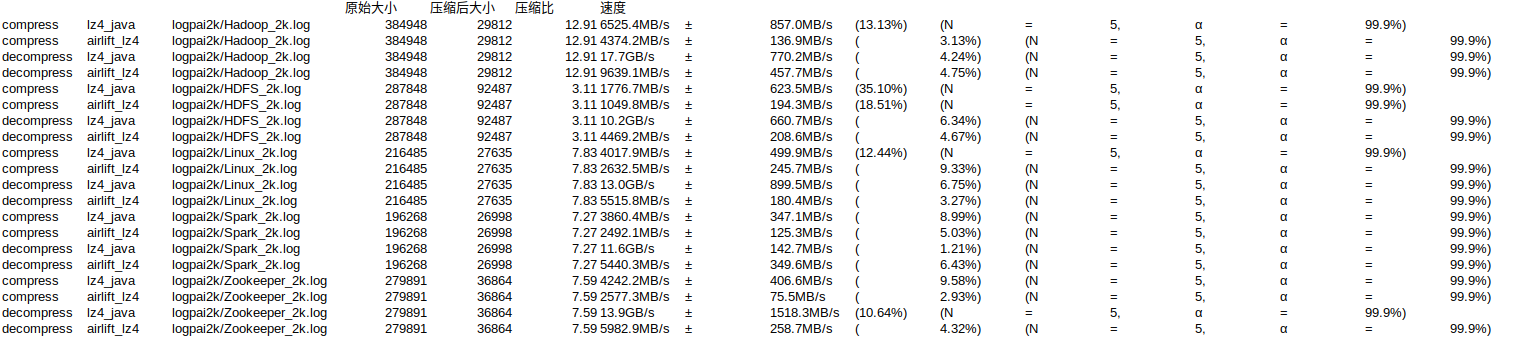 原始大小 压缩后大小 压缩比 速度
compress lz4_java logpai2k/Hadoop_2k.log 384948 29812 12.91 6525.4MB/s ± 857.0MB/s (13.13%) (N = 5, α = 99.9%)
compress airlift_lz4 logpai2k/Hadoop_2k.log 384948 29812 12.91 4374.2MB/s ± 136.9MB/s ( 3.13%) (N = 5, α = 99.9%)
decompress lz4_java logpai2k/Hadoop_2k.log 384948 29812 12.91 17.7GB/s ± 770.2MB/s ( 4.24%) (N = 5, α = 99.9%)
decompress airlift_lz4 logpai2k/Hadoop_2k.log 384948 29812 12.91 9639.1MB/s ± 457.7MB/s ( 4.75%) (N = 5, α = 99.9%)
compress lz4_java logpai2k/HDFS_2k.log 287848 92487 3.11 1776.7MB/s ± 623.5MB/s (35.10%) (N = 5, α = 99.9%)
compress airlift_lz4 logpai2k/HDFS_2k.log 287848 92487 3.11 1049.8MB/s ± 194.3MB/s (18.51%) (N = 5, α = 99.9%)
decompress lz4_java logpai2k/HDFS_2k.log 287848 92487 3.11 10.2GB/s ± 660.7MB/s ( 6.34%) (N = 5, α = 99.9%)
decompress airlift_lz4 logpai2k/HDFS_2k.log 287848 92487 3.11 4469.2MB/s ± 208.6MB/s ( 4.67%) (N = 5, α = 99.9%)
compress lz4_java logpai2k/Linux_2k.log 216485 27635 7.83 4017.9MB/s ± 499.9MB/s (12.44%) (N = 5, α = 99.9%)
compress airlift_lz4 logpai2k/Linux_2k.log 216485 27635 7.83 2632.5MB/s ± 245.7MB/s ( 9.33%) (N = 5, α = 99.9%)
decompress lz4_java logpai2k/Linux_2k.log 216485 27635 7.83 13.0GB/s ± 899.5MB/s ( 6.75%) (N = 5, α = 99.9%)
decompress airlift_lz4 logpai2k/Linux_2k.log 216485 27635 7.83 5515.8MB/s ± 180.4MB/s ( 3.27%) (N = 5, α = 99.9%)
compress lz4_java logpai2k/Spark_2k.log 196268 26998 7.27 3860.4MB/s ± 347.1MB/s ( 8.99%) (N = 5, α = 99.9%)
compress airlift_lz4 logpai2k/Spark_2k.log 196268 26998 7.27 2492.1MB/s ± 125.3MB/s ( 5.03%) (N = 5, α = 99.9%)
decompress lz4_java logpai2k/Spark_2k.log 196268 26998 7.27 11.6GB/s ± 142.7MB/s ( 1.21%) (N = 5, α = 99.9%)
decompress airlift_lz4 logpai2k/Spark_2k.log 196268 26998 7.27 5440.3MB/s ± 349.6MB/s ( 6.43%) (N = 5, α = 99.9%)
compress lz4_java logpai2k/Zookeeper_2k.log 279891 36864 7.59 4242.2MB/s ± 406.6MB/s ( 9.58%) (N = 5, α = 99.9%)
compress airlift_lz4 logpai2k/Zookeeper_2k.log 279891 36864 7.59 2577.3MB/s ± 75.5MB/s ( 2.93%) (N = 5, α = 99.9%)
decompress lz4_java logpai2k/Zookeeper_2k.log 279891 36864 7.59 13.9GB/s ± 1518.3MB/s (10.64%) (N = 5, α = 99.9%)
decompress airlift_lz4 logpai2k/Zookeeper_2k.log 279891 36864 7.59 5982.9MB/s ± 258.7MB/s ( 4.32%) (N = 5, α = 99.9%)